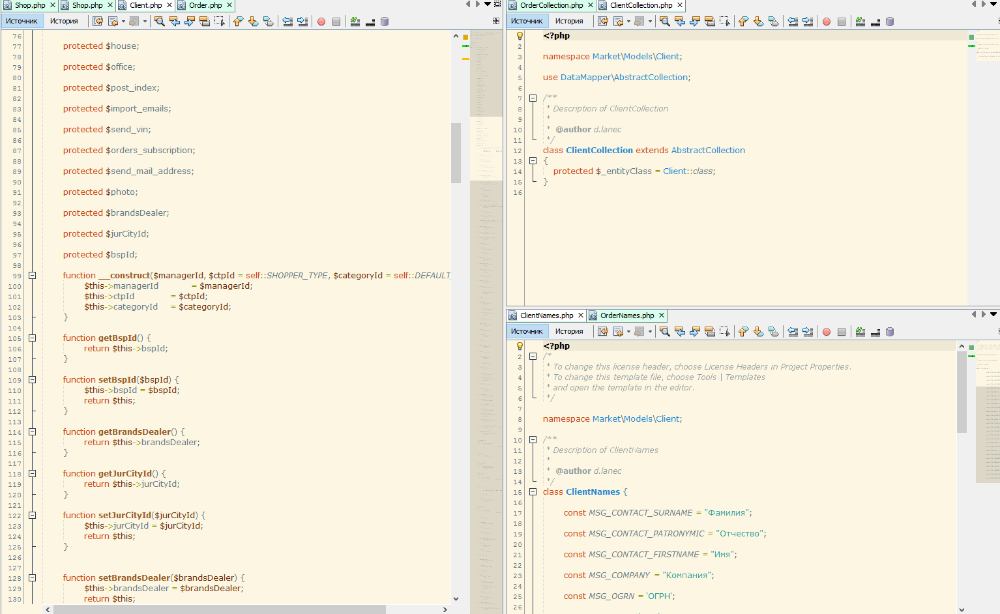 Shop.php
Shop.php
Client.php
Order.php
Источник
История
76
77 protected $house;
78
79 protected $office;
80
81 protected $post_index;
82
83 protected $import_emails;
84
85 protected $send_vin;
86
87 protected $orders_subscription;
88
89 protected $send_mail_address;
90
91 protected $photo;
92
93 protected $brandsDealer;
94
95 protected $jurCityId;
96
97 protected $bspId;
98
99 function __construct($managerId, $ctpId = self::SHOPPER_TYPE, $categoryId = self::DEFAULT_
100 $this->managerId = $managerId;
101 $this->ctpId = $ctpId;
102 $this->categoryId = $categoryId;
103 }
104
105 function getBspId() {
106 return $this->bspId;
107 }
108
109 function setBspId($bspId) {
110 $this->bspId = $bspId;
111 return $this;
112 }
113
114 function getBrandsDealer() {
115 return $this->brandsDealer;
116 }
117
118 function getJurCityId() {
119 return $this->jurCityId;
120 }
121
122 function setJurCityId($jurCityId) {
123 $this->jurCityId = $jurCityId;
124 return $this;
125 }
126
127
128 function setBrandsDealer($brandsDealer) {
129 $this->brandsDealer = $brandsDealer;
130 return $this;
OrderCollection.php
ClientCollection.php
Источник
История
<?php
2
3 namespace Market\Models\Client;
4
5 use DataMapper\AbstractCollection;
6
7 /**
8 * Description of ClientCollection
9 *
10 * @author d.lanec
11 */
12 class ClientCollection extends AbstractCollection
13 {
14 protected $_entityClass = Client::class;
15 }
16
ClientNames.php
OrderNames.php
Источник
История
<?php
2 /*
3 * To change this license header, choose License Headers in Project Properties.
4 * To change this template file, choose Tools | Templates
5 * and open the template in the editor.
6 */
7
8 namespace Market\Models\Client;
9
10 /**
11 * Description of ClientNames
12 *
13 * @author d.lanec
14 */
15 class ClientNames {
16
17 const MSG_CONTACT_SURNAME = "Фамилия";
18
19 const MSG_CONTACT_PATRONYMIC = "Отчество";
20
21 const MSG_CONTACT_FIRSTNAME = "Имя";
22
23 const MSG_COMPANY = "Компания";
24
25 const MSG_OGRN = 'ОГРН';
26